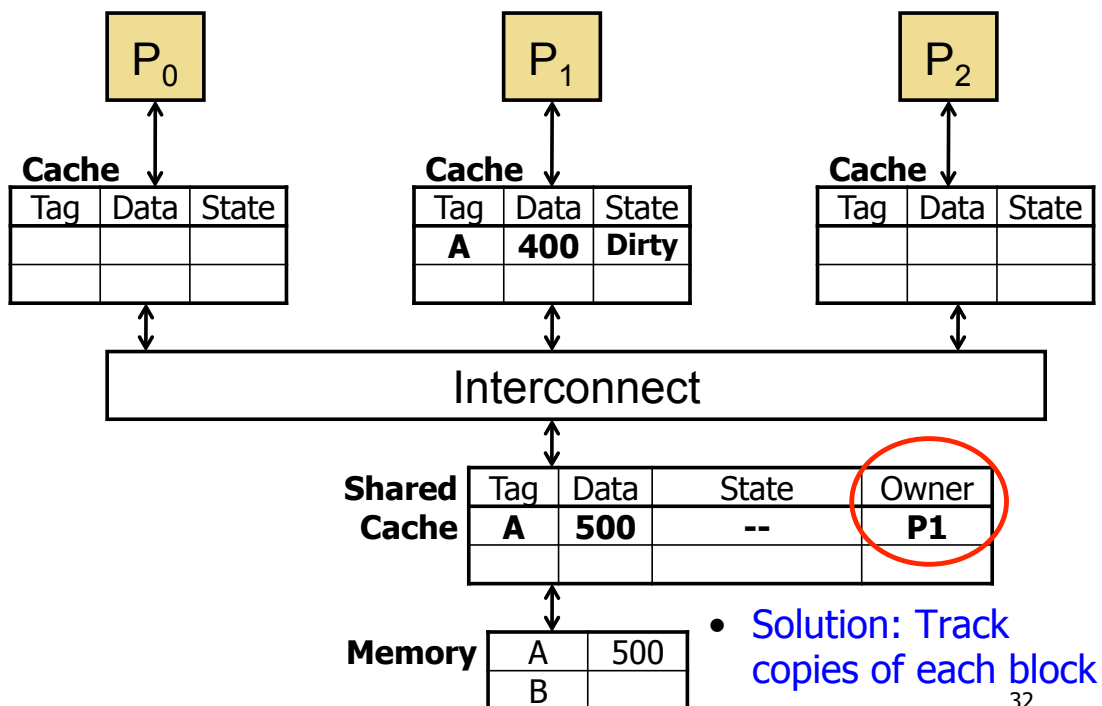 P0 P1 P2
Cache Cache Cache
Tag Data State Tag Data State Tag Data State
A 400 Dirty
Interconnect
Shared Tag Data State Owner
Cache A 500 -- P1
Memory A 500
B
• Solution: Track
copies of each block
32